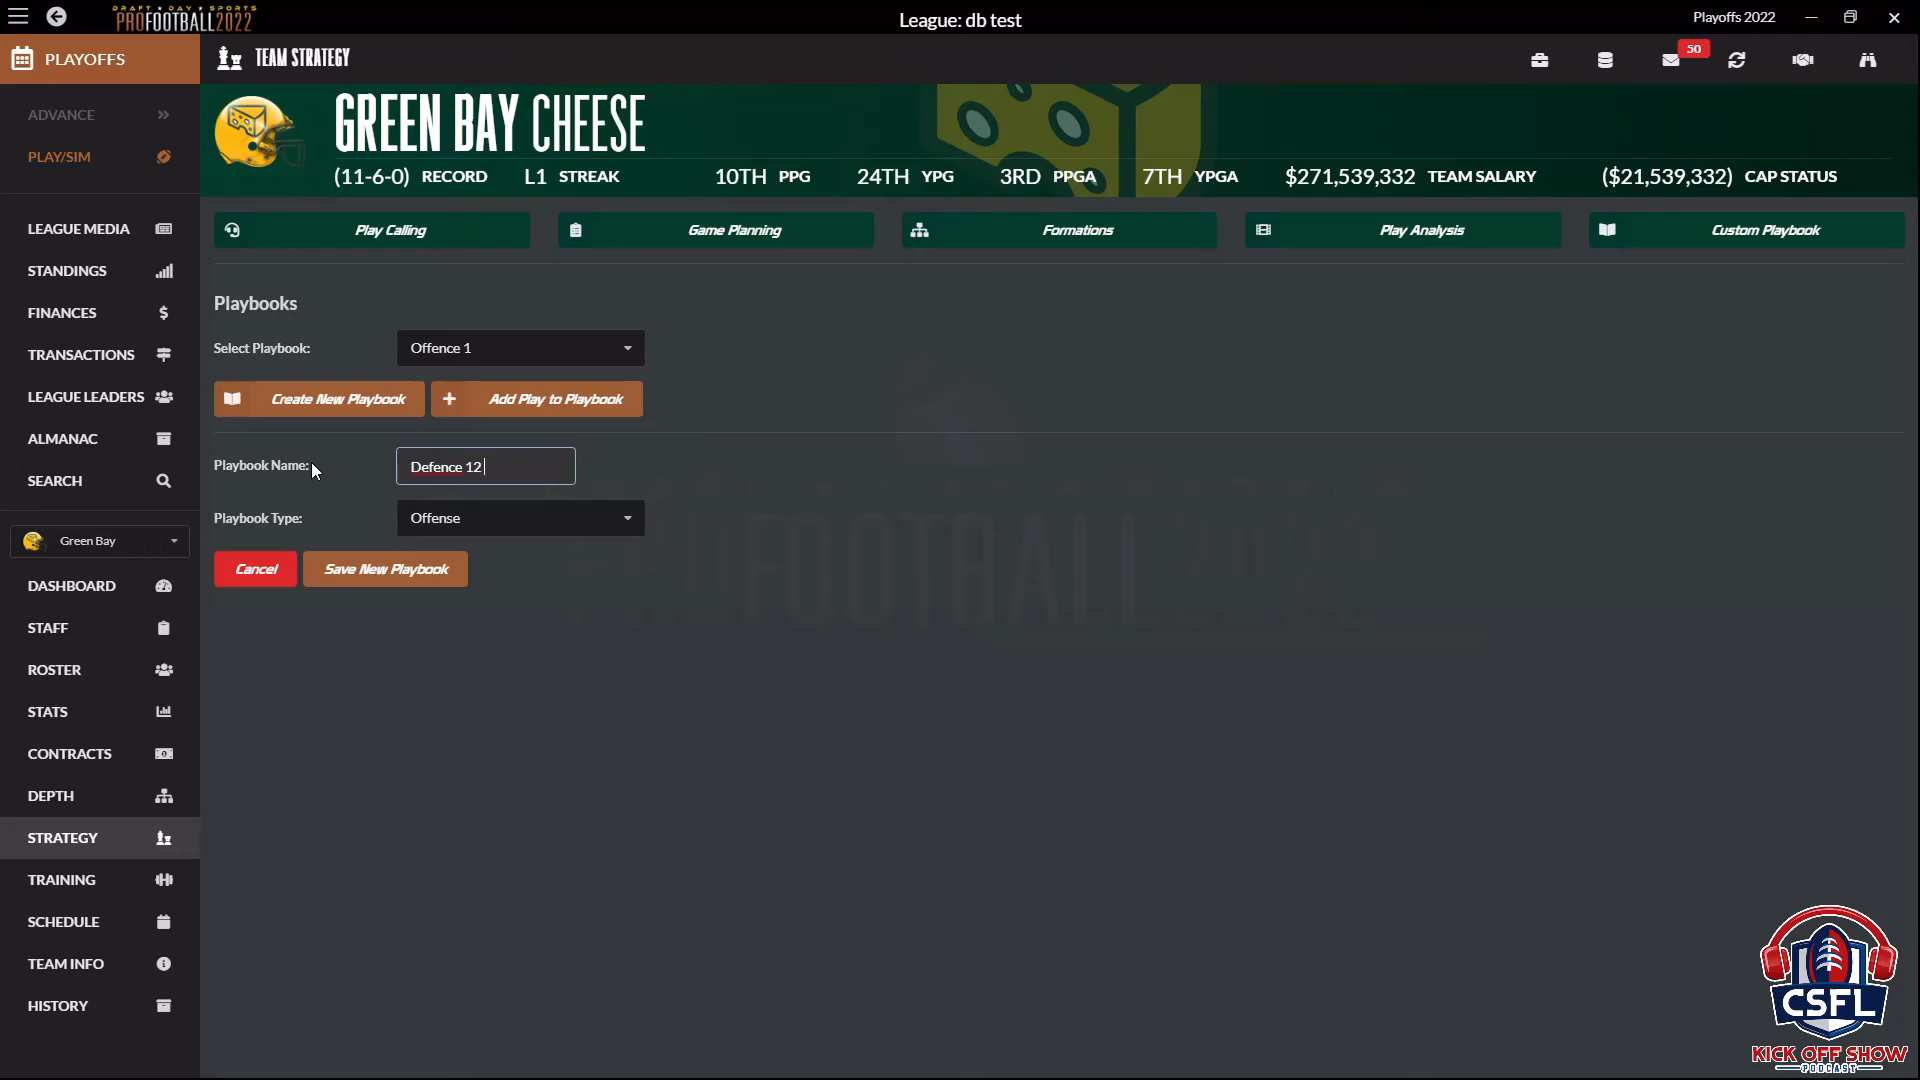 DRAFT DAY SPORTS
PROFOOTBALL2022
League: db test
Playoffs 2022
PLAYOFFS
TEAM STRATEGY
50
ADVANCE
PLAY/SIM
GREEN BAY CHEESE
(11-6-0) RECORD L1 STREAK 10TH PPG 24TH YPG 3RD PPGA 7TH YPGA $271,539,332 TEAM SALARY ($21,539,332) CAP STATUS
Play Calling Game Planning Formations Play Analysis Custom Playbook
LEAGUE MEDIA
STANDINGS
FINANCES
TRANSACTIONS
LEAGUE LEADERS
ALMANAC
SEARCH
Green Bay
DASHBOARD
STAFF
ROSTER
STATS
CONTRACTS
DEPTH
STRATEGY
TRAINING
SCHEDULE
TEAM INFO
HISTORY
Playbooks
Select Playbook: Offence 1
Create New Playbook Add Play to Playbook
Playbook Name: Defence 12
Playbook Type: Offense
Cancel Save New Playbook
PROFOOTBALL2022
CSFL
KICK OFF SHOW
PODCAST